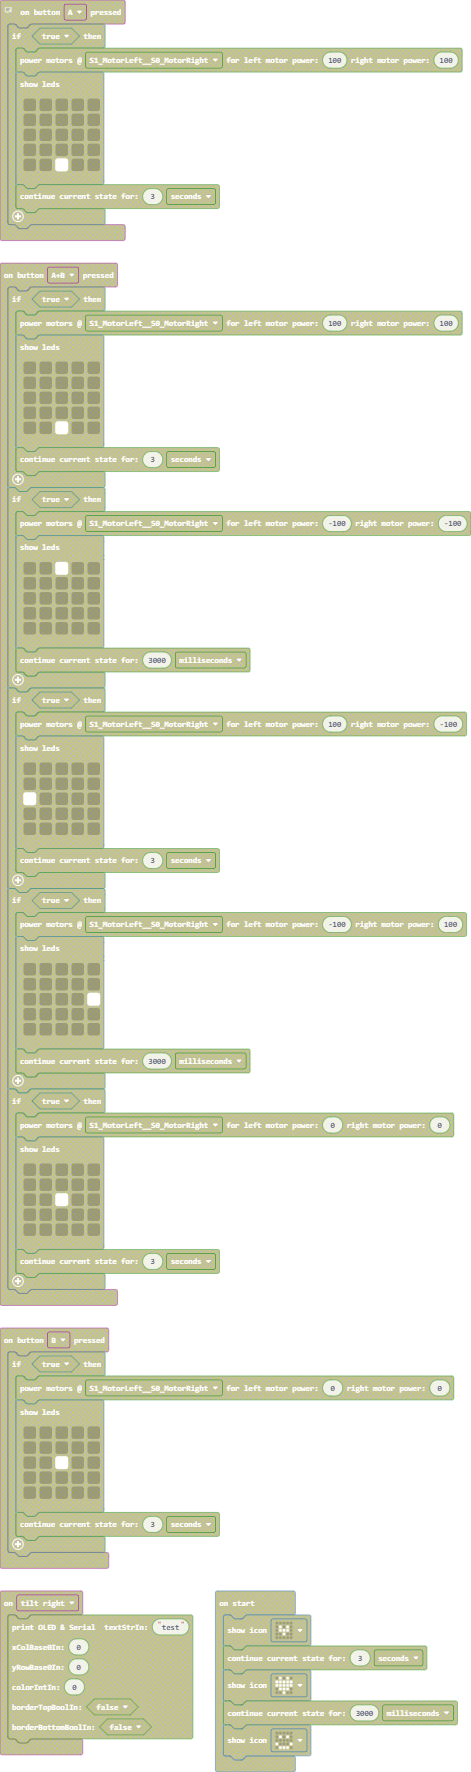 on button A pressed
if true then
power motors @ S1_MotorLeft__S0_MotorRight for left motor power: 100 right motor power: 100
show leds
continue current state for: 3 seconds
on button A+B pressed
if true then
power motors @ S1_MotorLeft__S0_MotorRight for left motor power: 100 right motor power: 100
show leds
continue current state for: 3 seconds
if true then
power motors @ S1_MotorLeft__S0_MotorRight for left motor power: -100 right motor power: -100
show leds
continue current state for: 3000 milliseconds
if true then
power motors @ S1_MotorLeft__S0_MotorRight for left motor power: 100 right motor power: -100
show leds
continue current state for: 3 seconds
if true then
power motors @ S1_MotorLeft__S0_MotorRight for left motor power: -100 right motor power: 100
show leds
continue current state for: 3000 milliseconds
if true then
power motors @ S1_MotorLeft__S0_MotorRight for left motor power: 0 right motor power: 0
show leds
continue current state for: 3 seconds
on button B pressed
if true then
power motors @ S1_MotorLeft__S0_MotorRight for left motor power: 0 right motor power: 0
show leds
continue current state for: 3 seconds
on tilt right
print OLED & Serial textStrIn: "test"
xColBase0In: 0
yRowBase0In: 0
colorIntIn: 0
borderTopBoolIn: false
borderBottomBoolIn: false
on start
show icon
continue current state for: 3 seconds
show icon
continue current state for: 3000 milliseconds
show icon